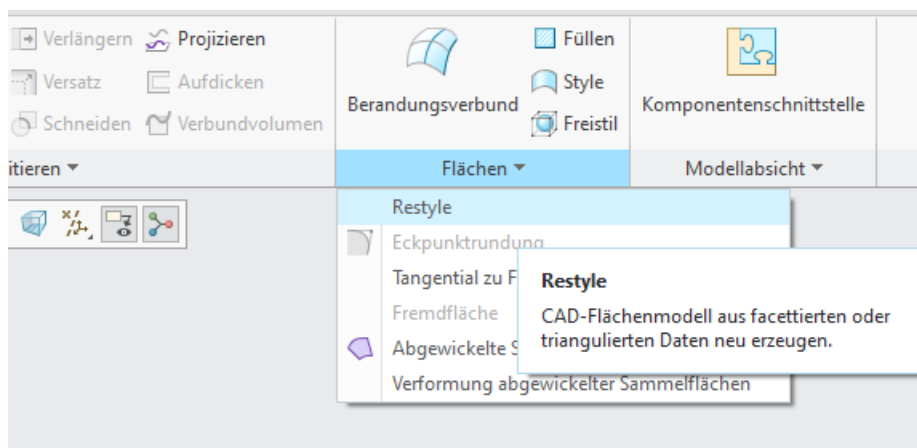 Verlängern
Projizieren
Füllen
Versatz
Aufdicken
Style
Berandungsverbund
Komponentenschnittstelle
Schneiden
Verbundvolumen
Freistil
itieren
Flächen
Modellabsicht
Restyle
Eckpunktrundung
Tangential zu F
Restyle
Fremdfläche
CAD-Flächenmodell aus facettierten oder
triangulierten Daten neu erzeugen.
Abgewickelte S
Verformung abgewickelter Sammelflächen